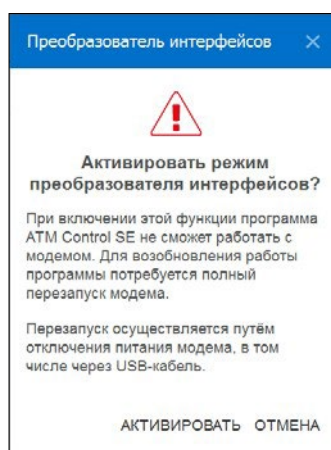 Преобразователь интерфейсов
Активировать режим
преобразователя интерфейсов?
При включении этой функции программа
ATM Control SE не сможет работать с
модемом. Для возобновления работы
программы потребуется полный
перезапуск модема.
Перезапуск осуществляется путём
отключения питания модема, в том
числе через USB-кабель.
АКТИВИРОВАТЬ ОТМЕНА